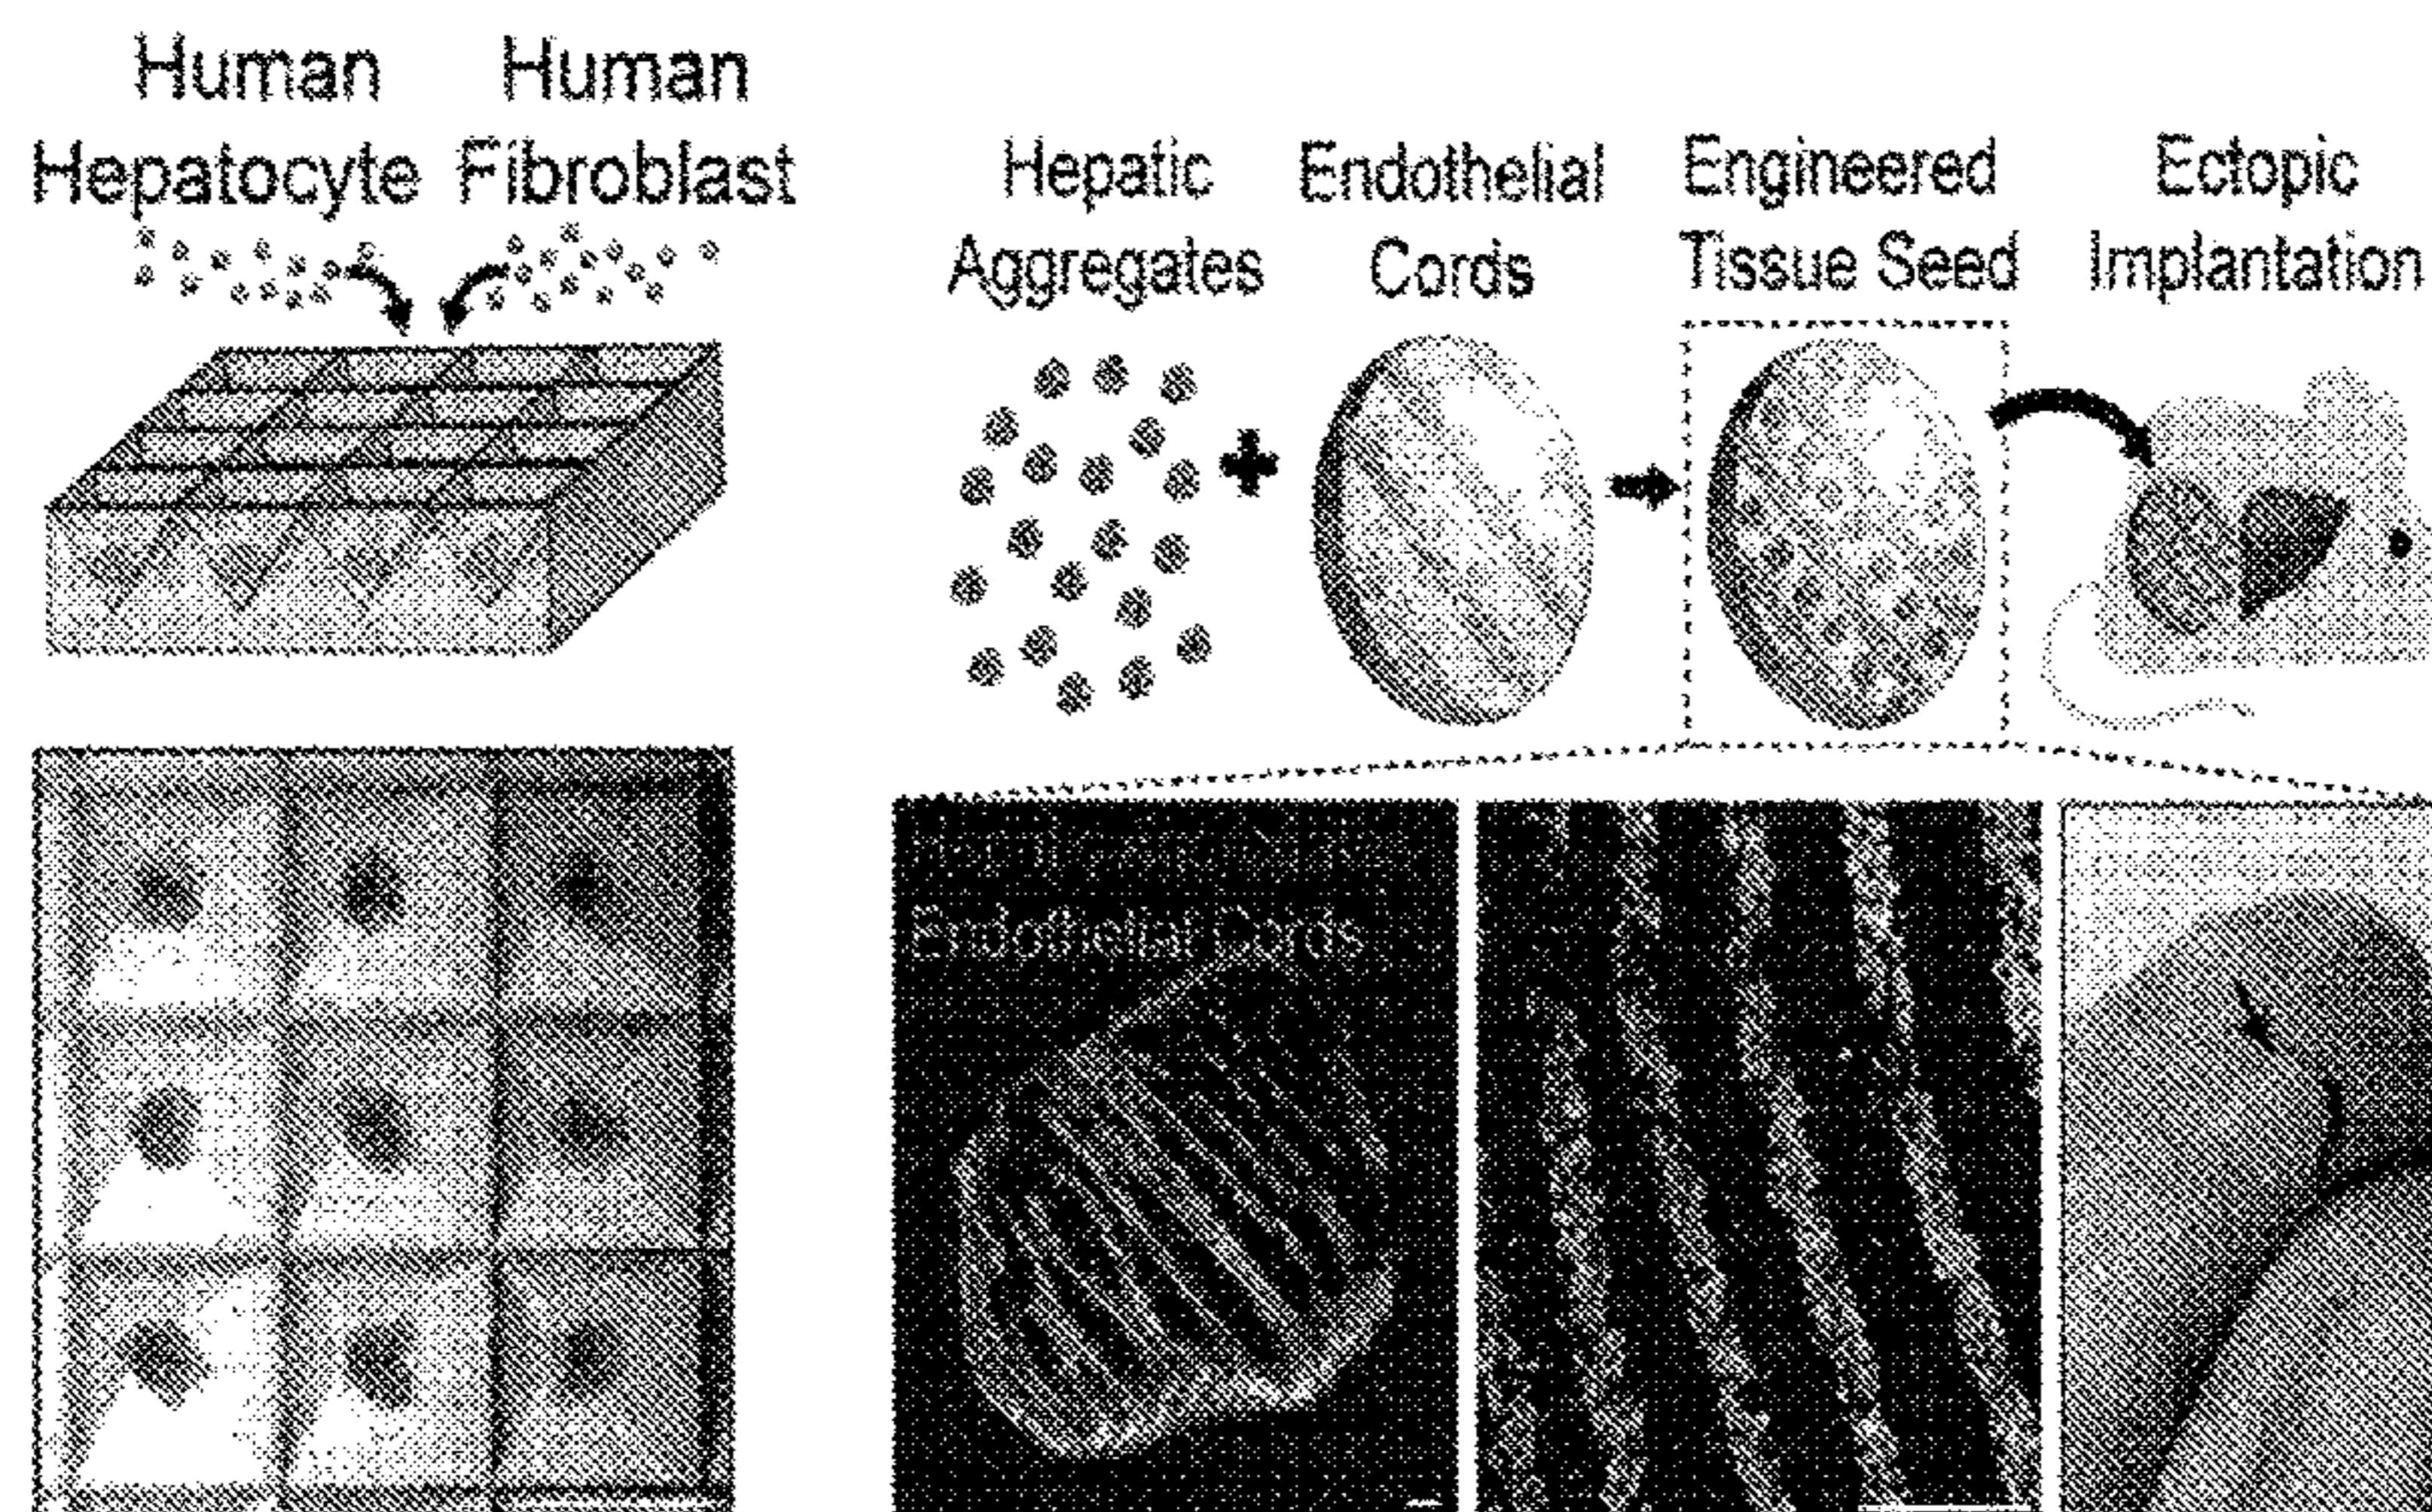 Human Human
Hepatocyte Fibroblast
Hepatic
Aggregates
Endothelial
Cords
Engineered
Tissue Seed
Ectopic
Implantation
Endothelial Cords